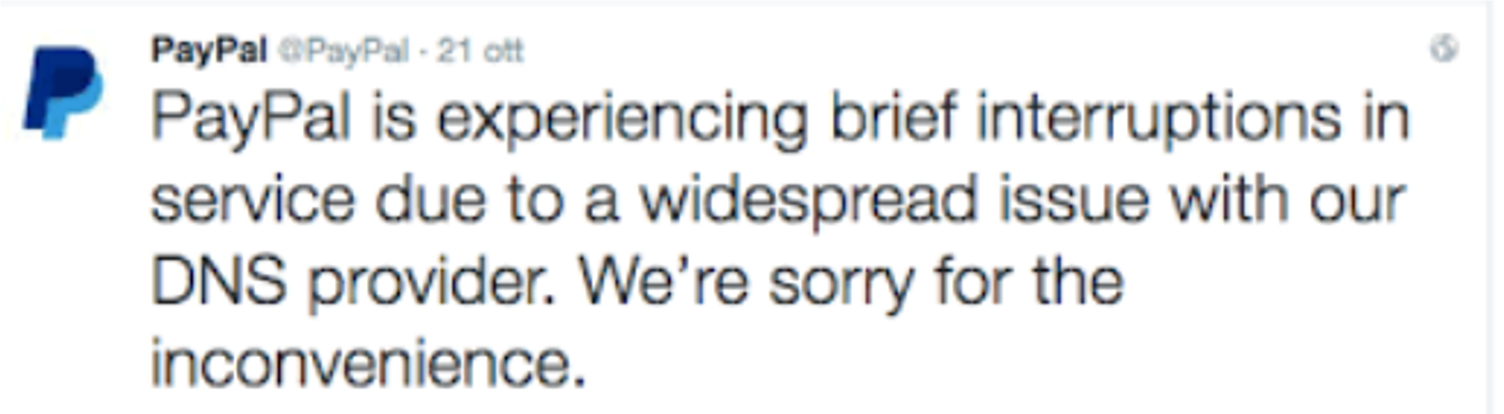 PayPal @PayPal · 21 ott
PayPal is experiencing brief interruptions in
service due to a widespread issue with our
DNS provider. We're sorry for the
inconvenience.